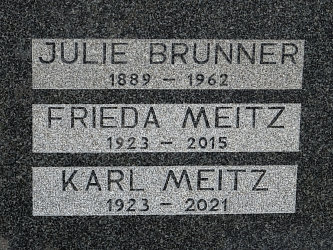 JULIE BRUNNER
1889 – 1962
FRIEDA MEITZ
1923 – 2015
KARL MEITZ
1923 – 2021